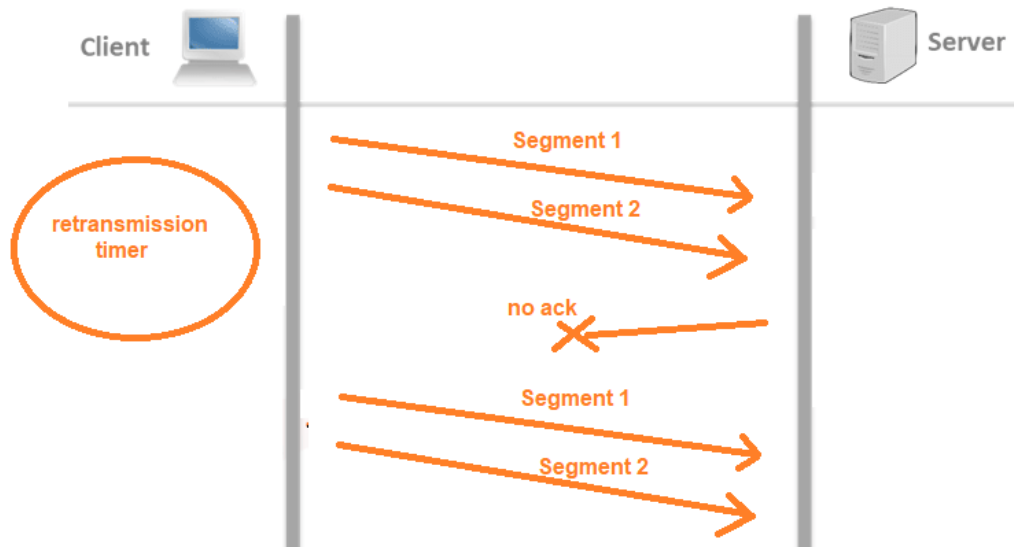 Client
Server
Segment 1
Segment 2
retransmission
timer
no ack
Segment 1
Segment 2